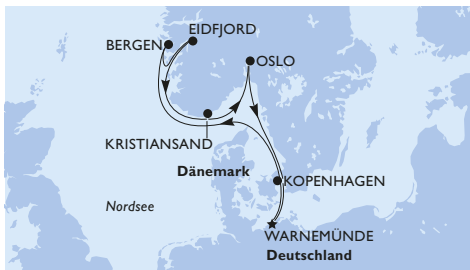 EIDFJORD
BERGEN
OSLO
KRISTIANSAND
Dänemark
KOPENHAGEN
Nordsee
WARNEMÜNDE
Deutschland